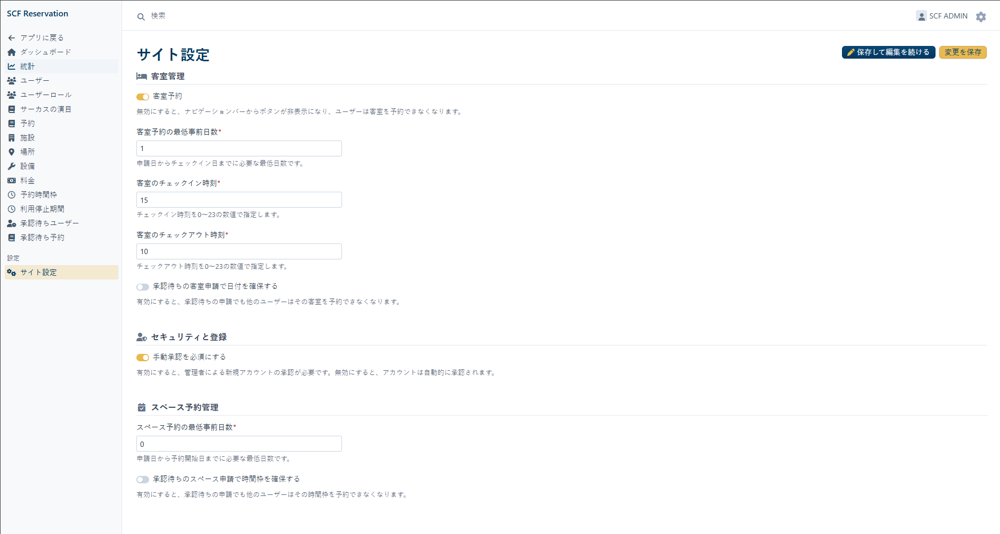 SCF Reservation
アプリに戻る
ダッシュボード
統計
ユーザー
ユーザーロール
サーカスの演目
予約
施設
場所
設備
料金
予約時間枠
利用停止期間
承認待ちユーザー
承認待ち予約
設定
サイト設定
検索
SCF ADMIN
サイト設定
保存して編集を続ける
変更を保存
客室管理
客室予約
無効にすると、ナビゲーションバーからボタンが非表示になり、ユーザーは客室を予約できなくなります。
客室予約の最低事前日数*
1
申請日からチェックイン日までに必要な最低日数です。
客室のチェックイン時刻*
15
チェックイン時刻を0〜23の数値で指定します。
客室のチェックアウト時刻*
10
チェックアウト時刻を0〜23の数値で指定します。
承認待ちの客室申請で日付を確保する
有効にすると、承認待ちの申請でも他のユーザーはその客室を予約できなくなります。
セキュリティと登録
手動承認を必須にする
有効にすると、管理者による新規アカウントの承認が必要です。無効にすると、アカウントは自動的に承認されます。
スペース予約管理
スペース予約の最低事前日数*
0
申請日から予約開始日までに必要な最低日数です。
承認待ちのスペース申請で時間枠を確保する
有効にすると、承認待ちの申請でも他のユーザーはその時間枠を予約できなくなります。